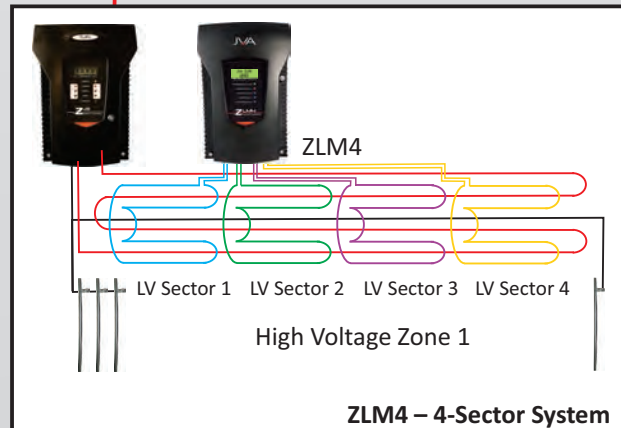 JVA
ZLM4
LV Sector 1 LV Sector 2 LV Sector 3 LV Sector 4
High Voltage Zone 1
ZLM4 – 4-Sector System